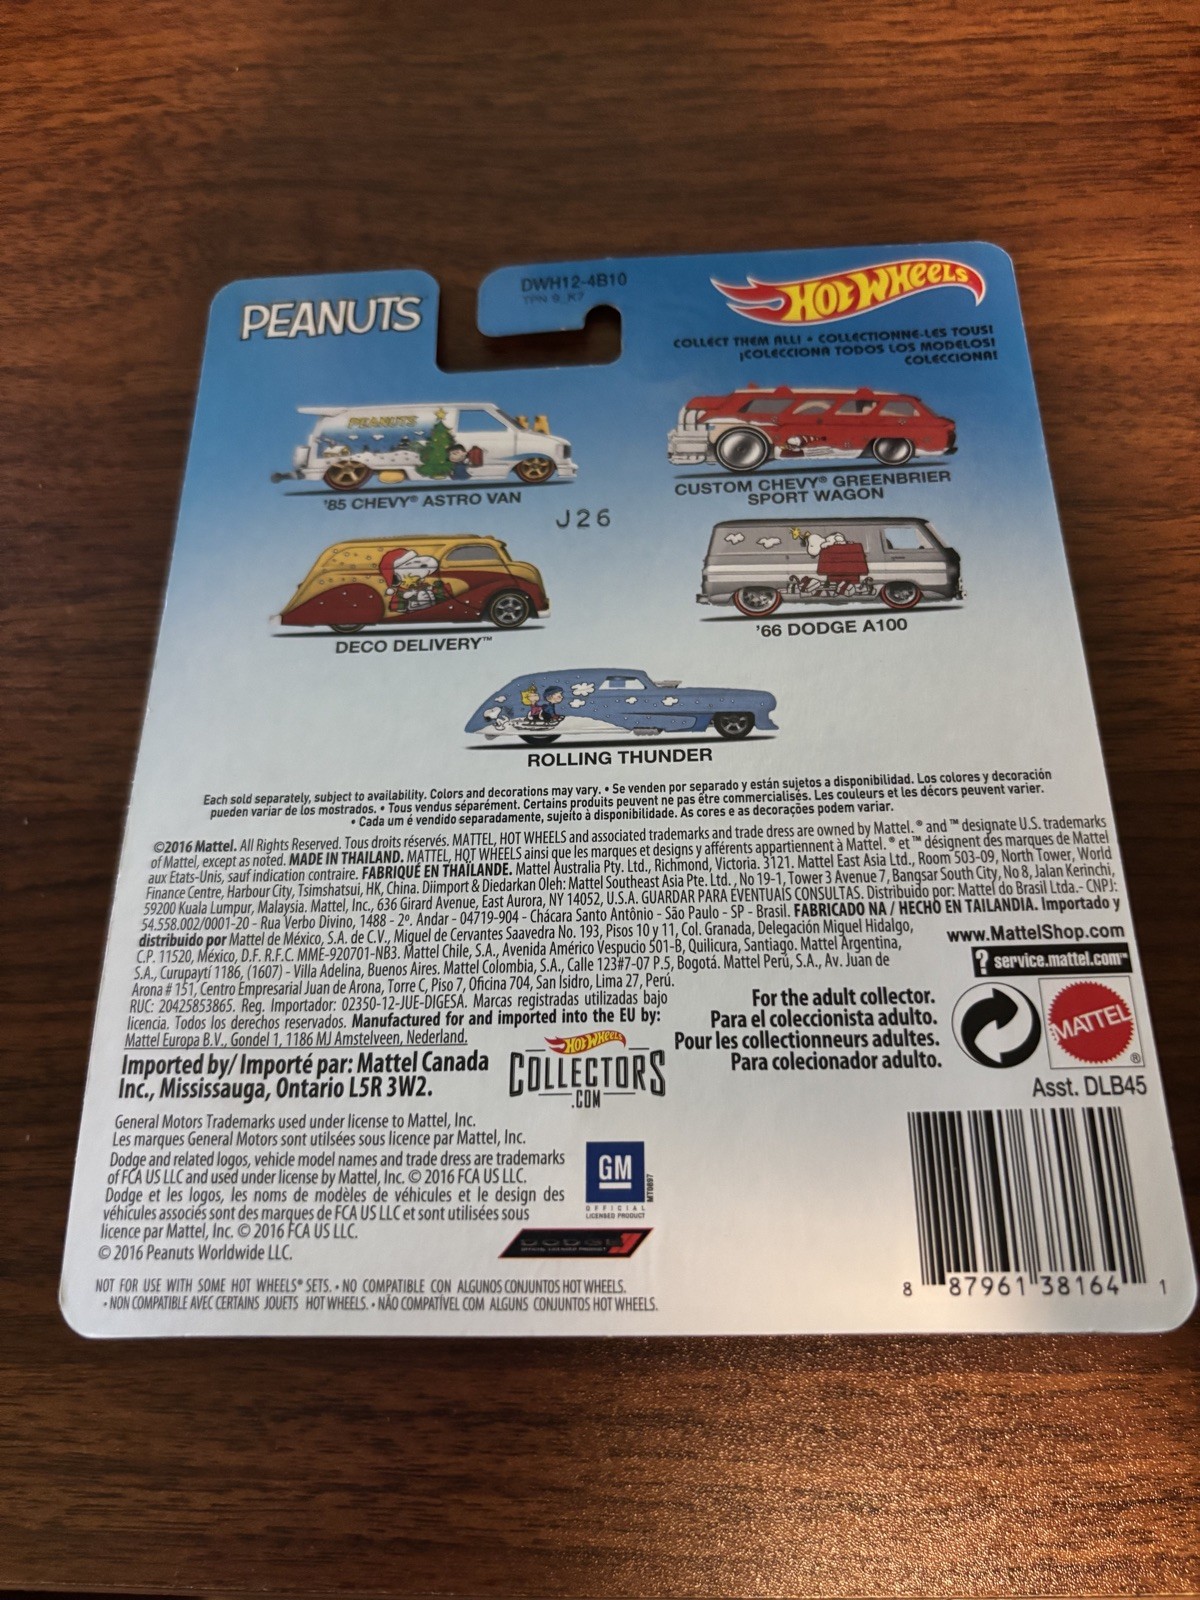 PEANUTS
DWH12-4B10
TPN 9 K7
HOT WHEELS
COLLECT THEM ALL! • COLLECTIONNE-LES TOUS!
¡COLECCIONA TODOS LOS MODELOS!
COLECCIONA!
PEANUTS
'85 CHEVY® ASTRO VAN
CUSTOM CHEVY® GREENBRIER
SPORT WAGON
J26
DECO DELIVERY™
'66 DODGE A100
ROLLING THUNDER
Each sold separately, subject to availability. Colors and decorations may vary. • Se venden por separado y están sujetos a disponibilidad. Los colores y decoración
pueden variar de los mostrados. • Tous vendus séparément. Certains produits peuvent ne pas être commercialisés. Les couleurs et les décors peuvent varier.
• Cada um é vendido separadamente, sujeito à disponibilidade. As cores e as decorações podem variar.
©2016 Mattel. All Rights Reserved. Tous droits réservés. MATTEL, HOT WHEELS and associated trademarks and trade dress are owned by Mattel. ® and ™ designate U.S. trademarks
of Mattel, except as noted. MADE IN THAILAND. MATTEL, HOT WHEELS ainsi que les marques et designs y afférents appartiennent à Mattel. ® et ™ désignent des marques de Mattel
aux Etats-Unis, sauf indication contraire. FABRIQUÉ EN THAÏLANDE. Mattel Australia Pty. Ltd., Richmond, Victoria. 3121. Mattel East Asia Ltd., Room 503-09, North Tower, World
Finance Centre, Harbour City, Tsimshatsui, HK, China. Diimport & Diedarkan Oleh: Mattel Southeast Asia Pte. Ltd. , No 19-1, Tower 3 Avenue 7, Bangsar South City, No 8, Jalan Kerinchi,
59200 Kuala Lumpur, Malaysia. Mattel, Inc., 636 Girard Avenue, East Aurora, NY 14052, U.S.A. GUARDAR PARA EVENTUAIS CONSULTAS. Distribuido por: Mattel do Brasil Ltda.- CNPJ:
54.558.002/0001-20 - Rua Verbo Divino, 1488 - 2º. Andar - 04719-904 - Chácara Santo Antônio - São Paulo - SP - Brasil. FABRICADO NA / HECHO EN TAILANDIA. Importado y
distribuido por Mattel de México, S.A. de C.V., Miguel de Cervantes Saavedra No. 193, Pisos 10 y 11, Col. Granada, Delegación Miguel Hidalgo,
C.P. 11520, México, D.F. R.F.C. MME-920701-NB3. Mattel Chile, S.A., Avenida Américo Vespucio 501-B, Quilicura, Santiago. Mattel Argentina,
S.A., Curupaytí 1186, (1607) - Villa Adelina, Buenos Aires. Mattel Colombia, S.A., Calle 123#7-07 P.5, Bogotá. Mattel Perú, S.A., Av. Juan de
Arona # 151, Centro Empresarial Juan de Arona, Torre C, Piso 7, Oficina 704, San Isidro, Lima 27, Perú.
RUC: 20425853865. Reg. Importador: 02350-12-JUE-DIGESA. Marcas registradas utilizadas bajo
licencia. Todos los derechos reservados. Manufactured for and imported into the EU by:
Mattel Europa B.V., Gondel 1, 1186 MJ Amstelveen, Nederland.
www.MattelShop.com
? service.mattel.com™
Imported by/ Importé par: Mattel Canada
Inc., Mississauga, Ontario L5R 3W2.
HOT WHEELS
COLLECTORS
.COM
For the adult collector.
Para el coleccionista adulto.
Pour les collectionneurs adultes.
Para colecionador adulto.
MATTEL ®
Asst. DLB45
General Motors Trademarks used under license to Mattel, Inc.
Les marques General Motors sont utilsées sous licence par Mattel, Inc.
Dodge and related logos, vehicle model names and trade dress are trademarks
of FCA US LLC and used under license by Mattel, Inc. © 2016 FCA US LLC.
Dodge et les logos, les noms de modèles de véhicules et le design des
véhicules associés sont des marques de FCA US LLC et sont utilisées sous
licence par Mattel, Inc. © 2016 FCA US LLC.
© 2016 Peanuts Worldwide LLC.
GM
MT0897
OFFICIAL
LICENSED PRODUCT
DODGE
OFFICIAL LICENSED PRODUCT
NOT FOR USE WITH SOME HOT WHEELS® SETS. • NO COMPATIBLE CON ALGUNOS CONJUNTOS HOT WHEELS.
• NON COMPATIBLE AVEC CERTAINS JOUETS HOT WHEELS. • NÃO COMPATÍVEL COM ALGUNS CONJUNTOS HOT WHEELS.
8 87961 38164 1